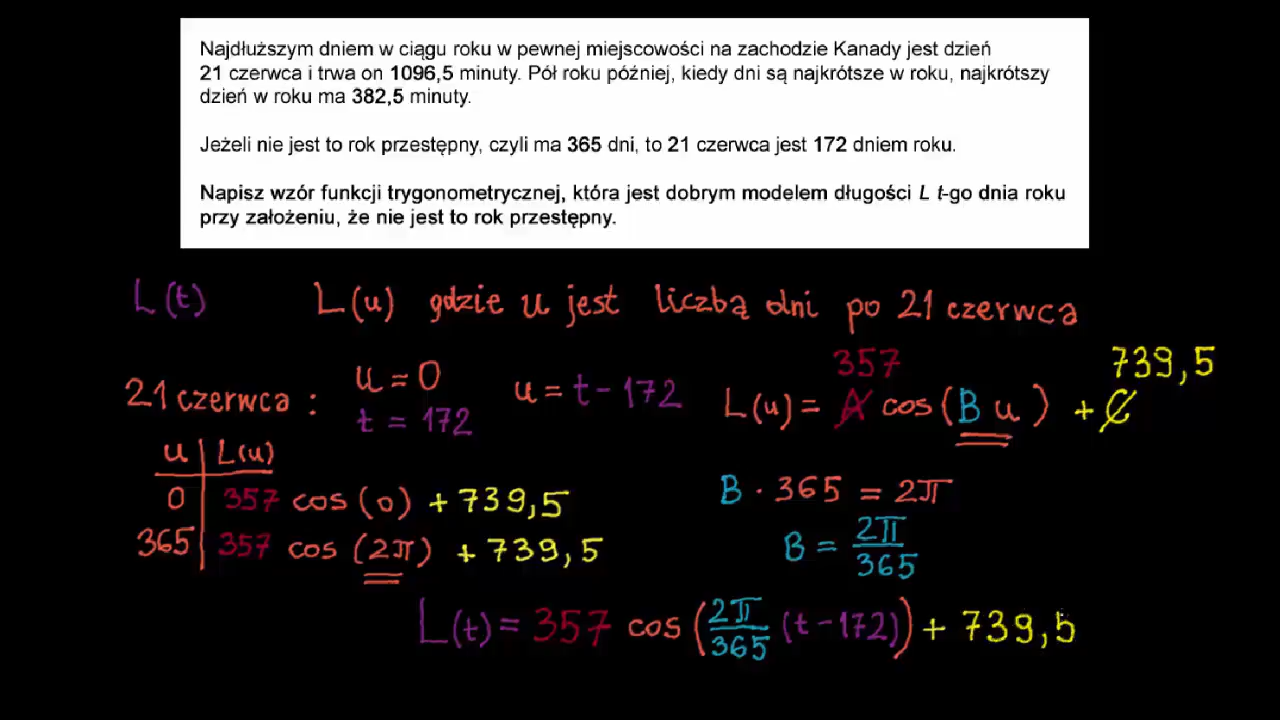 Najdłuższym dniem w ciągu roku w pewnej miejscowości na zachodzie Kanady jest dzień
21 czerwca i trwa on 1096,5 minuty. Pół roku później, kiedy dni są najkrótsze w roku, najkrótszy
dzień w roku ma 382,5 minuty.
Jeżeli nie jest to rok przestępny, czyli ma 365 dni, to 21 czerwca jest 172 dniem roku.
Napisz wzór funkcji trygonometrycznej, która jest dobrym modelem długości L t-go dnia roku
przy założeniu, że nie jest to rok przestępny.
L(t) L(u) gdzie u jest liczbą dni po 21 czerwca
357 739,5
21 czerwca : u = 0 u = t - 172 L(u) = A cos(B u) + C
t = 172
u L(u)
0 357 cos(0) + 739,5
B · 365 = 2π
365 357 cos(2π) + 739,5
B = 2π/365
L(t) = 357 cos(2π/365 (t - 172)) + 739,5